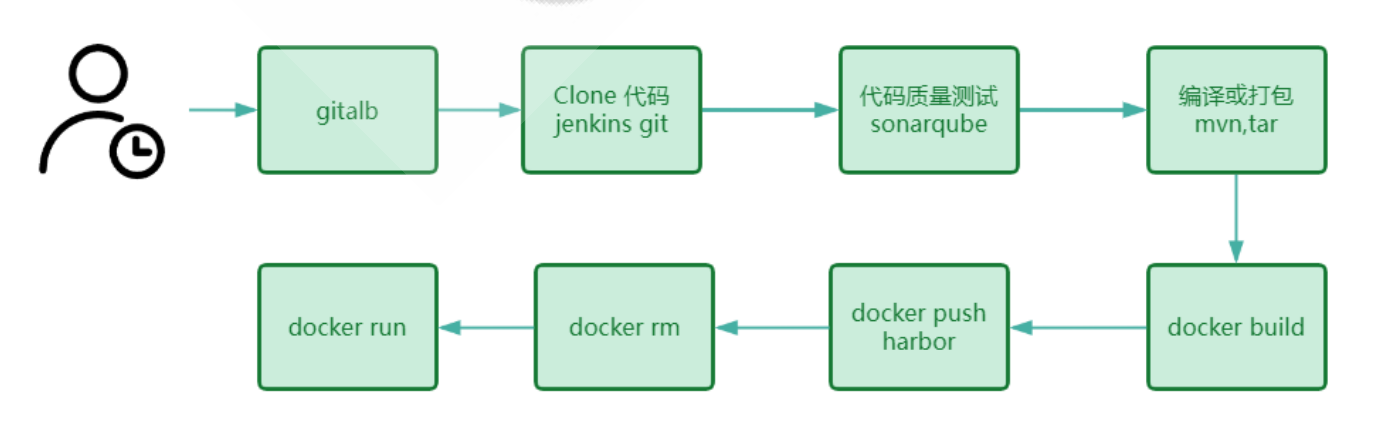 gitalb
Clone 代码
jenkins git
代码质量测试
sonarqube
编译或打包
mvn,tar
docker build
docker push
harbor
docker rm
docker run